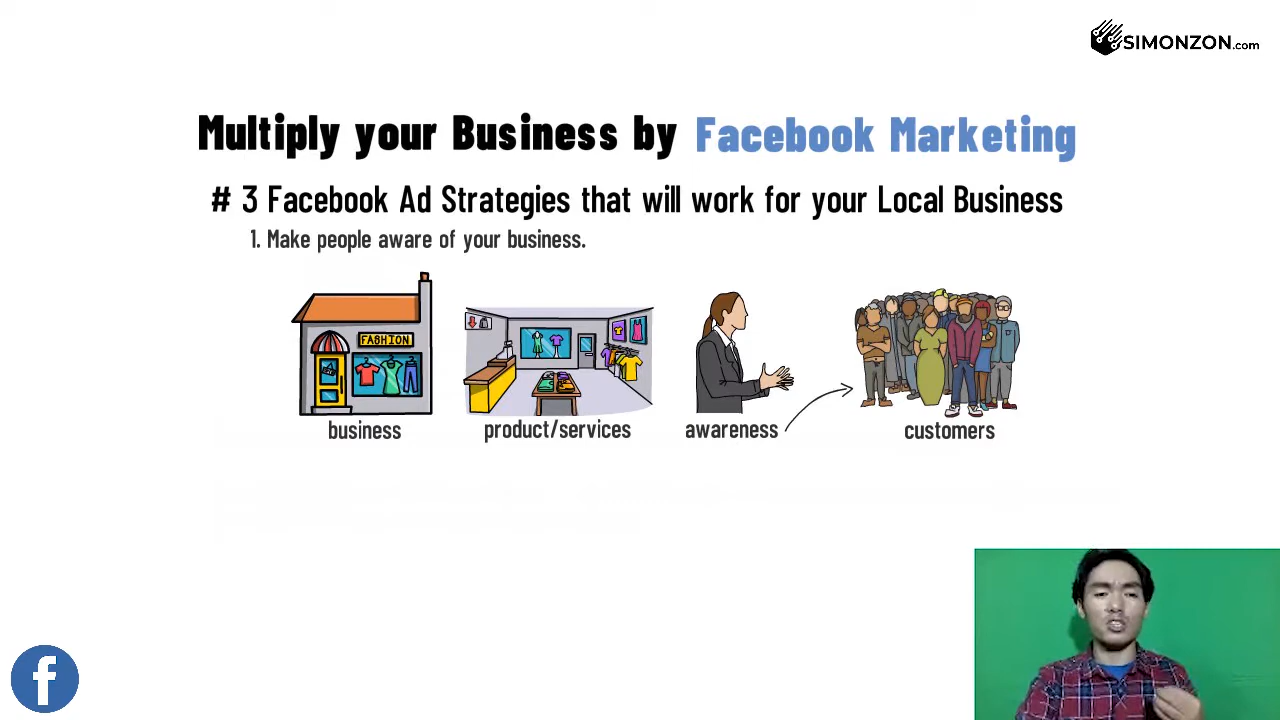 SIMONZON.com
Multiply your Business by Facebook Marketing
# 3 Facebook Ad Strategies that will work for your Local Business
1. Make people aware of your business.
FASHION
business
product/services
awareness
customers
f